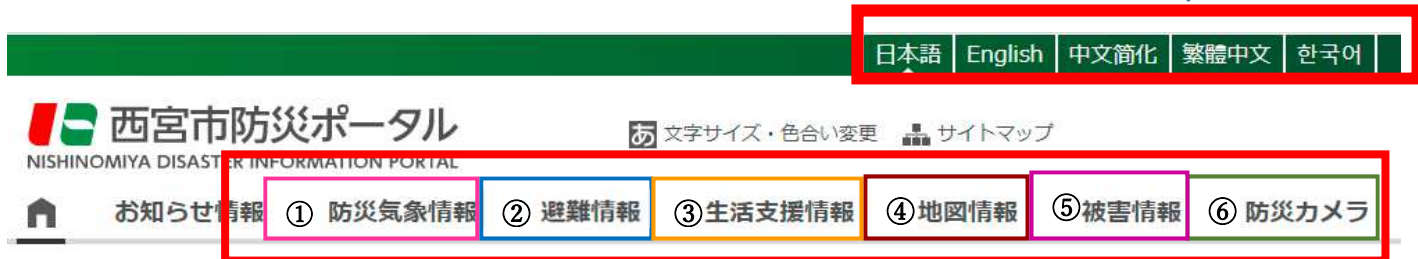 日本語 English 中文简化 繁體中文 한국어
西宮市防災ポータル あ 文字サイズ・色合い変更 サイトマップ
NISHINOMIYA DISASTER INFORMATION PORTAL
お知らせ情報 ① 防災気象情報 ② 避難情報 ③生活支援情報 ④地図情報 ⑤被害情報 ⑥ 防災カメラ